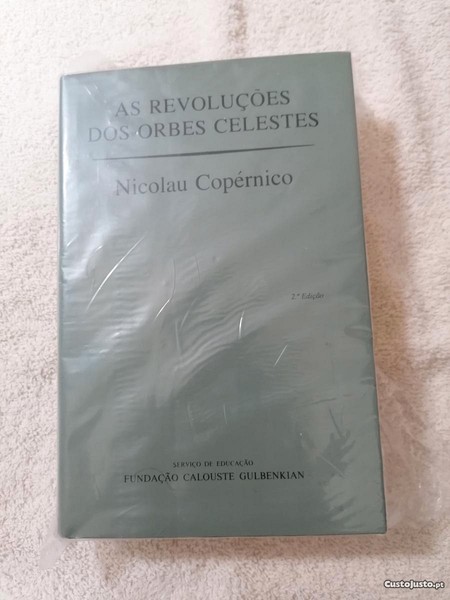 AS REVOLUÇÕES
DOS ORBES CELESTES
Nicolau Copérnico
2.ª Edição
SERVIÇO DE EDUCAÇÃO
FUNDAÇÃO CALOUSTE GULBENKIAN
CustoJusto.pt